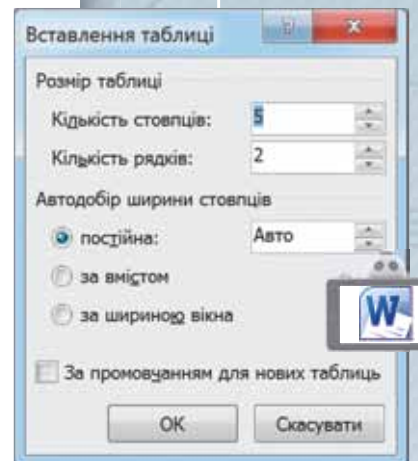 Вставлення таблиці
Розмір таблиці
Кількість стовпців: 5
Кількість рядків: 2
Автодобір ширини стовпців
постійна: Авто
за вмістом
за шириною вікна
За промовчанням для нових таблиць
ОК Скасувати
W